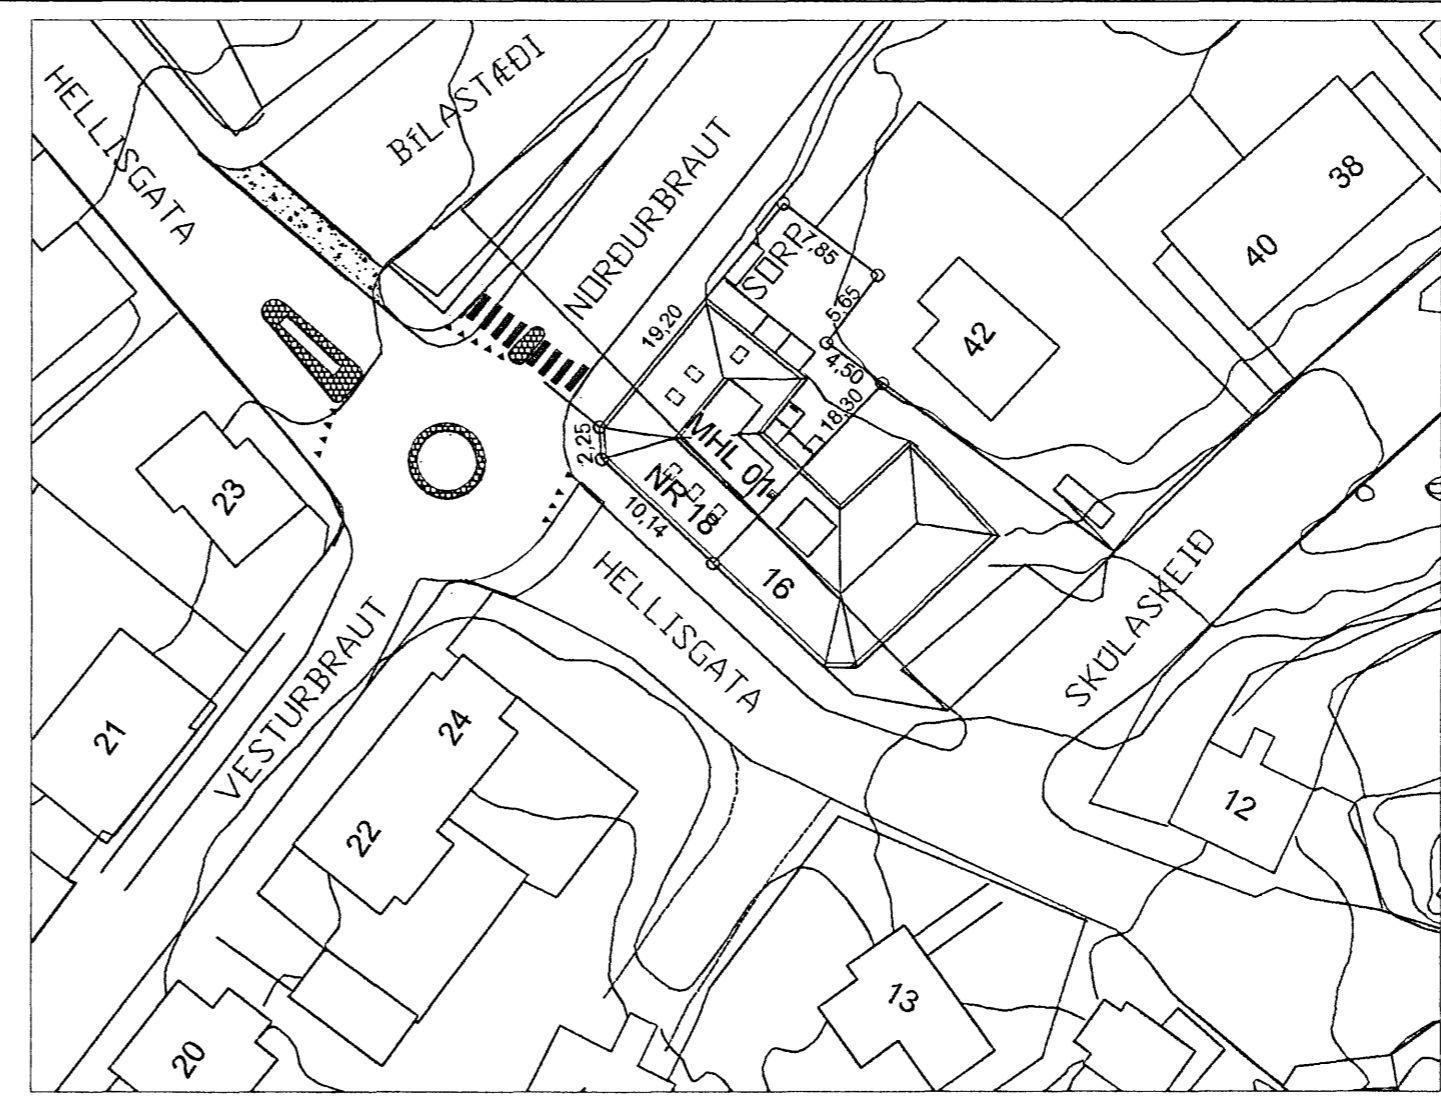 HELLISGATA
BÍLASTÆÐI
NORÐURBRAUT
38
40
SORP
7,85
5,65
42
19,20
4,50
18,30
2,25
MHL 01
NR 18
10,14
23
16
HELLISGATA
SKÚLASKEIÐ
VESTURBRAUT
21
24
22
12
13
20